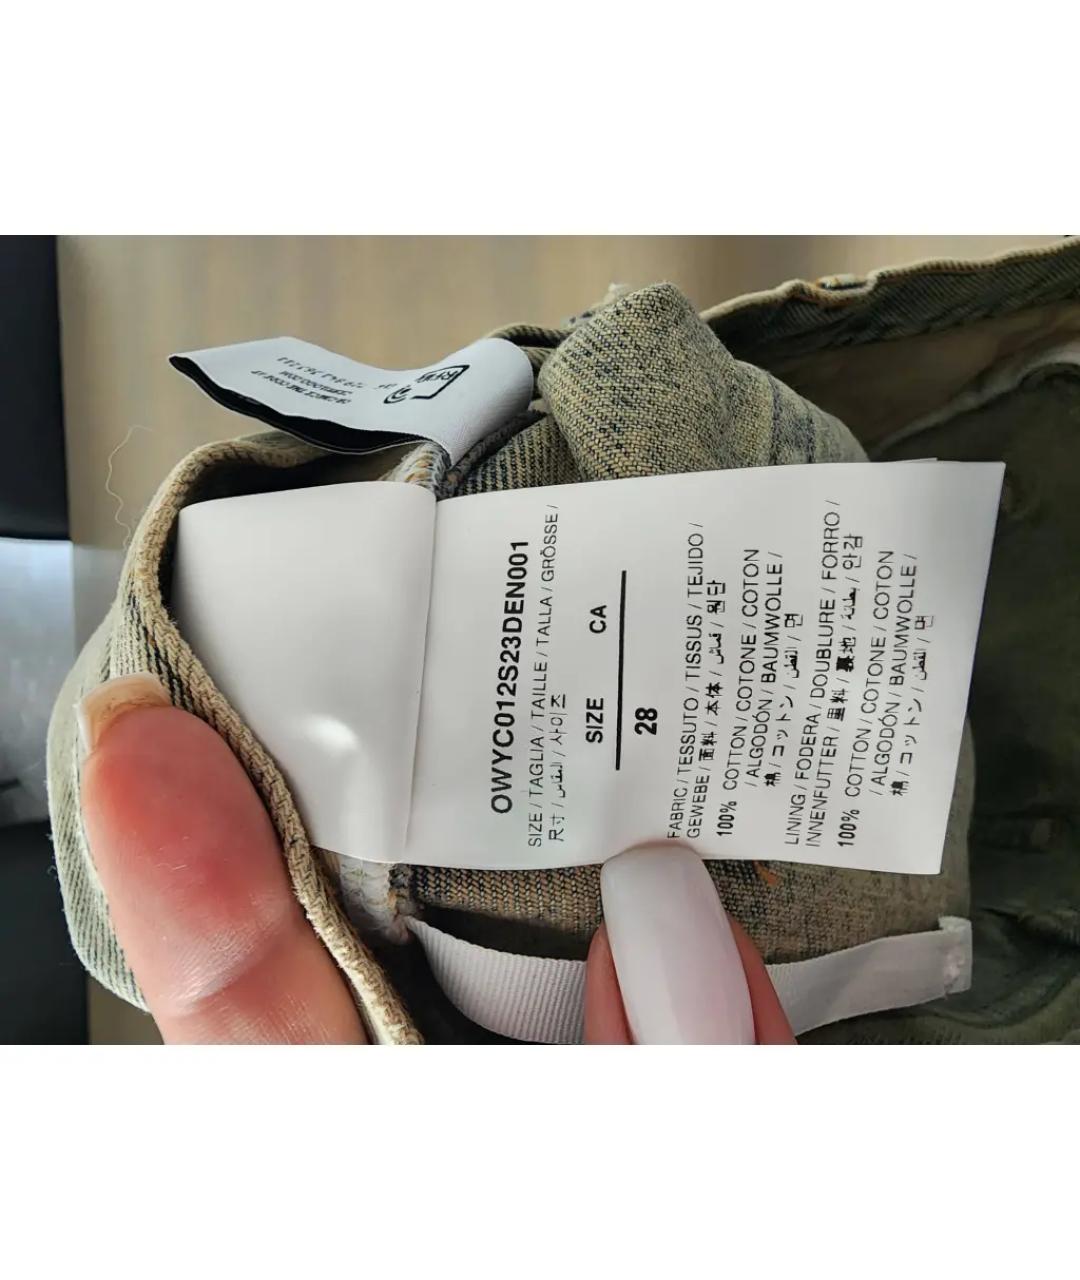 OWYC012S23DEN001
SIZE / TAGLIA / TAILLE / TALLA / GRÖSSE /
尺寸 / المقاس / 사이즈
SIZE CA
28
FABRIC / TESSUTO / TISSUS / TEJIDO /
GEWEBE / 面料 / 本体 / قماش / 원단
100% COTTON / COTONE / COTON
/ ALGODÓN / BAUMWOLLE /
棉 / コットン / القطن / 면
LINING / FODERA / DOUBLURE / FORRO /
INNENFUTTER / 里料 / 裏地 / بطانة / 안감
100% COTTON / COTONE / COTON
/ ALGODÓN / BAUMWOLLE /
棉 / コットン / القطن / 면
RFID